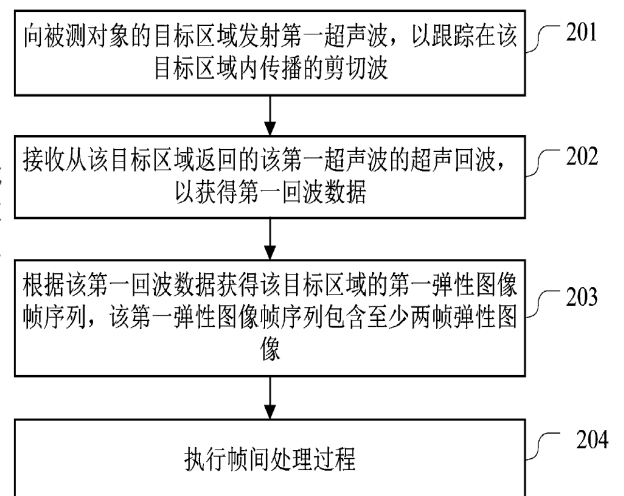 向被测对象的目标区域发射第一超声波，以跟踪在该
目标区域内传播的剪切波
201
接收从该目标区域返回的该第一超声波的超声回波，
以获得第一回波数据
202
根据该第一回波数据获得该目标区域的第一弹性图像
帧序列，该第一弹性图像帧序列包含至少两帧弹性图
像
203
执行帧间处理过程
204